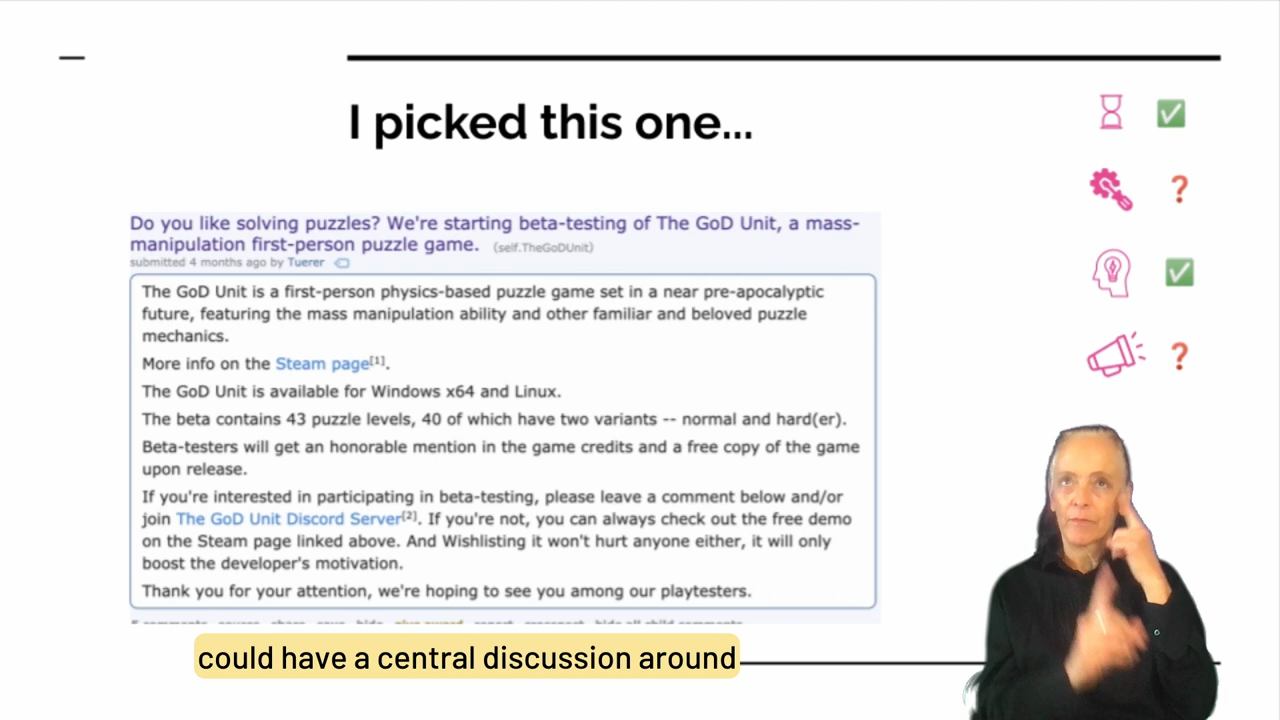 I picked this one...
Do you like solving puzzles? We're starting beta-testing of The GoD Unit, a mass-
manipulation first-person puzzle game. (self.TheGoDUnit)
submitted 4 months ago by Tuerer
The GoD Unit is a first-person physics-based puzzle game set in a near pre-apocalyptic
future, featuring the mass manipulation ability and other familiar and beloved puzzle
mechanics.
More info on the Steam page[1].
The GoD Unit is available for Windows x64 and Linux.
The beta contains 43 puzzle levels, 40 of which have two variants -- normal and hard(er).
Beta-testers will get an honorable mention in the game credits and a free copy of the game
upon release.
If you're interested in participating in beta-testing, please leave a comment below and/or
join The GoD Unit Discord Server[2]. If you're not, you can always check out the free demo
on the Steam page linked above. And Wishlisting it won't hurt anyone either, it will only
boost the developer's motivation.
Thank you for your attention, we're hoping to see you among our playtesters.
could have a central discussion around